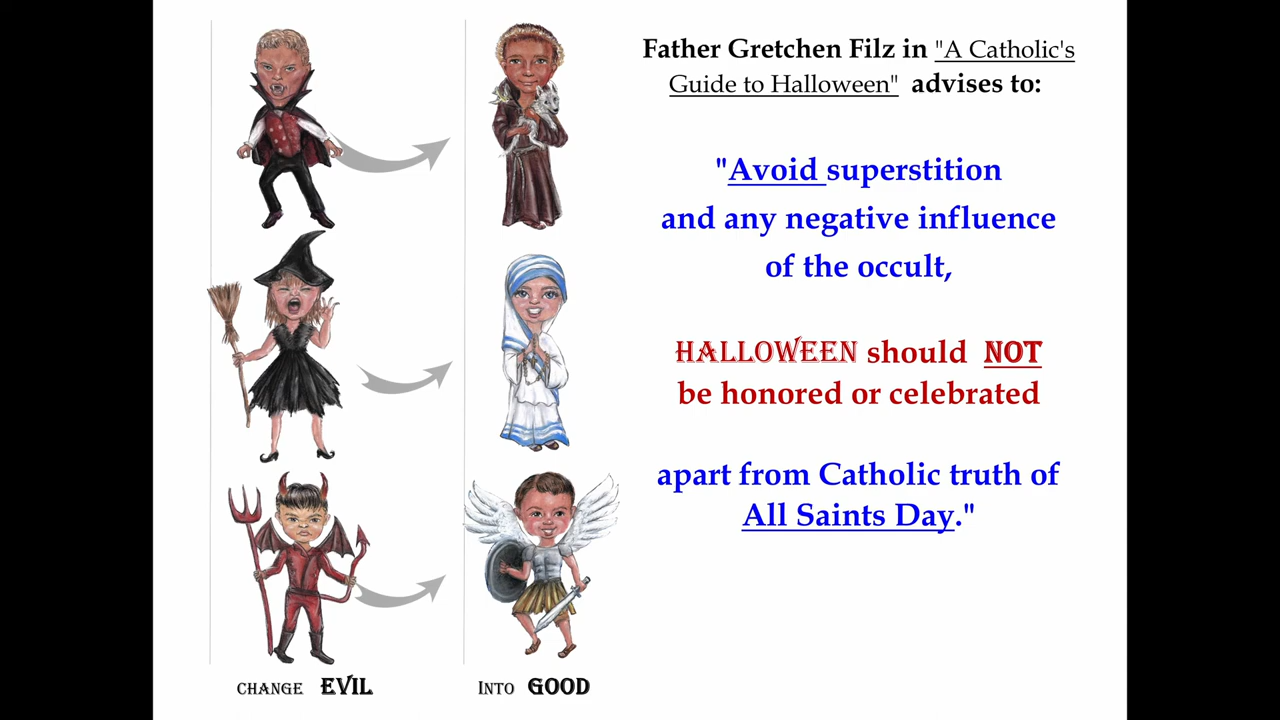 Father Gretchen Filz in "A Catholic's
Guide to Halloween" advises to:
"Avoid superstition
and any negative influence
of the occult,
HALLOWEEN should NOT
be honored or celebrated
apart from Catholic truth of
All Saints Day."
CHANGE EVIL INTO GOOD